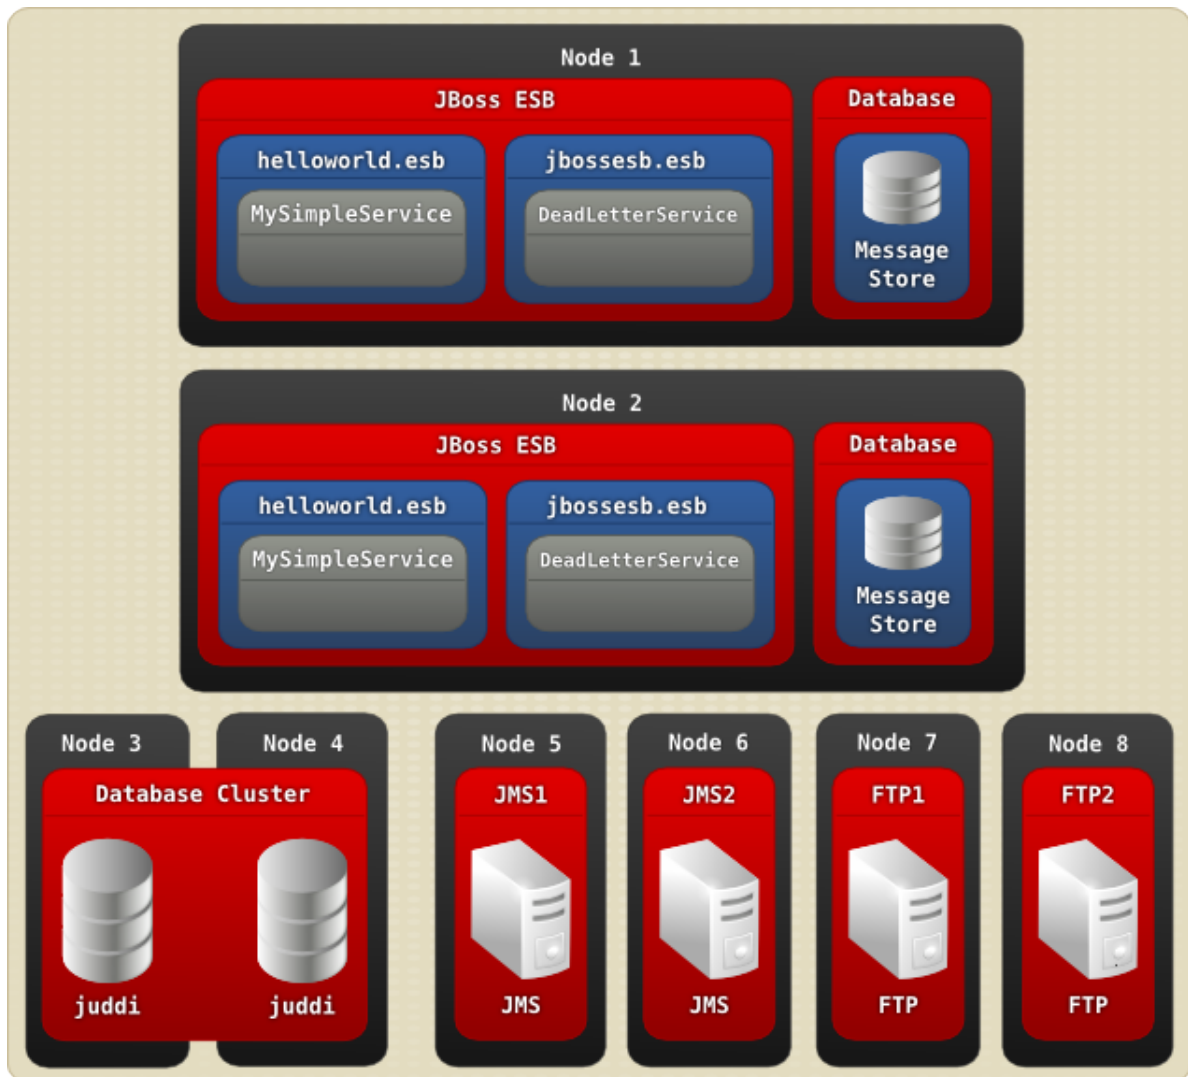 Node 1
JBoss ESB
Database
helloworld.esb
jbossesb.esb
MySimpleService
DeadLetterService
Message
Store
Node 2
JBoss ESB
Database
helloworld.esb
jbossesb.esb
MySimpleService
DeadLetterService
Message
Store
Node 3
Node 4
Node 5
Node 6
Node 7
Node 8
Database Cluster
JMS1
JMS2
FTP1
FTP2
juddi
juddi
JMS
JMS
FTP
FTP